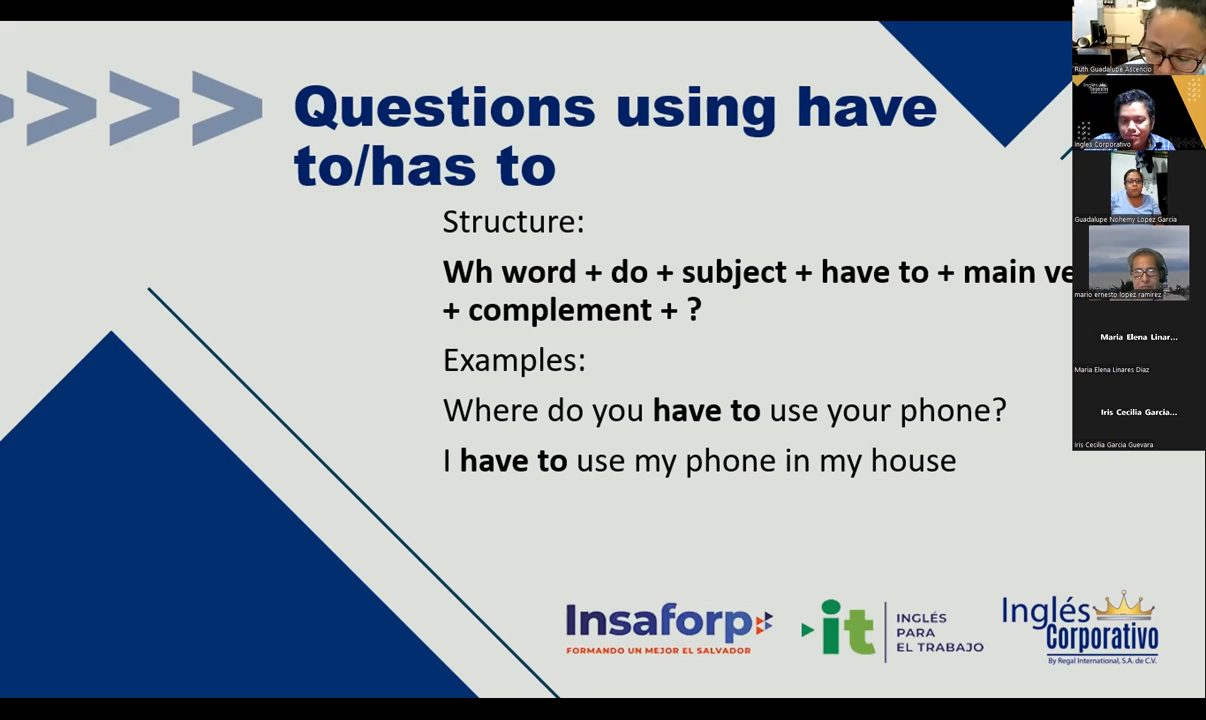 Questions using have
to/has to
Structure:
Wh word + do + subject + have to + main ve
+ complement + ?
Examples:
Where do you have to use your phone?
I have to use my phone in my house
Insaforp
FORMANDO UN MEJOR EL SALVADOR
it
INGLÉS
PARA
EL TRABAJO
Inglés
Corporativo
By Regal International, S.A. de C.V.
Ruth Guadalupe Ascencio
Ingles Corporativo
Guadalupe Nohemy Lopez Garcia
mario ernesto lopez ramirez
Maria Elena Linar...
Maria Elena Linares Diaz
Iris Cecilia Garcia...
Iris Cecilia Garcia Guevara